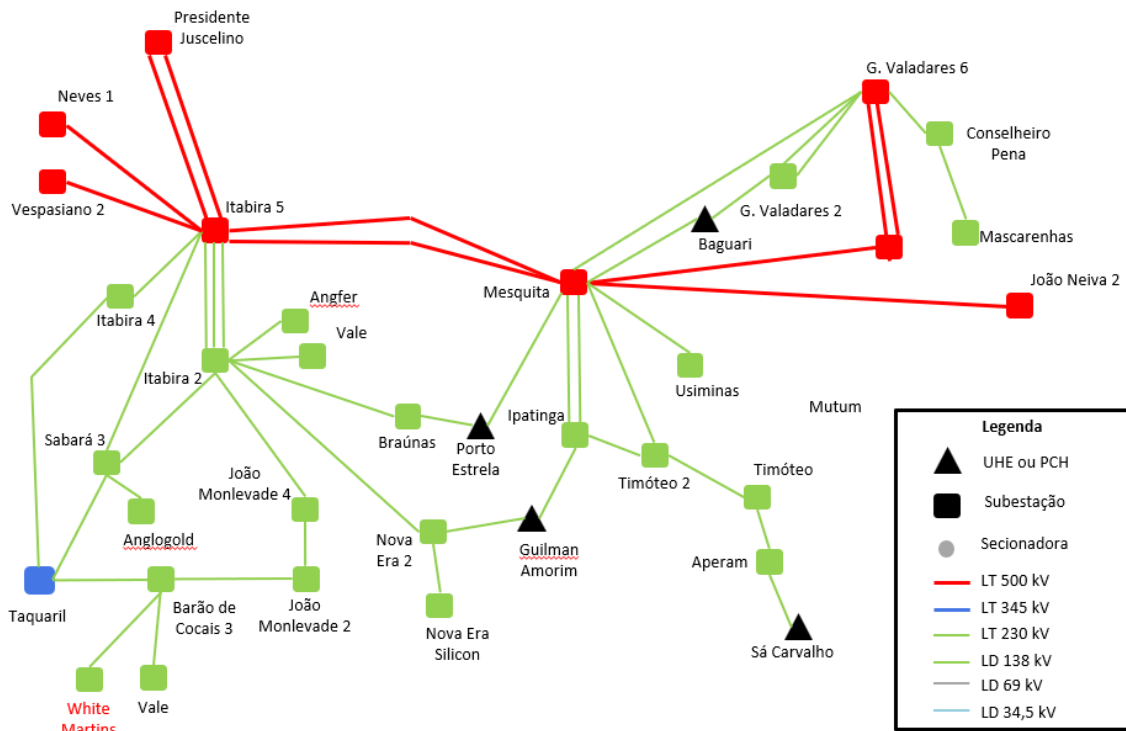 Presidente
Juscelino
Neves 1
G. Valadares 6
Conselheiro
Pena
Vespasiano 2
Itabira 5
G. Valadares 2
Mascarenhas
Baguari
João Neiva 2
Mesquita
Angfer
Itabira 4
Vale
Itabira 2
Usiminas
Mutum
Ipatinga
Braúnas
Porto
Estrela
Sabará 3
Timóteo 2
Timóteo
João
Monlevade 4
Anglogold
Nova
Era 2
Guilman
Amorim
Aperam
Taquaril
Barão de
Cocais 3
João
Monlevade 2
Nova Era
Silicon
Sá Carvalho
White
Martins
Vale
Legenda
UHE ou PCH
Subestação
Secionadora
LT 500 kV
LT 345 kV
LT 230 kV
LD 138 kV
LD 69 kV
LD 34,5 kV